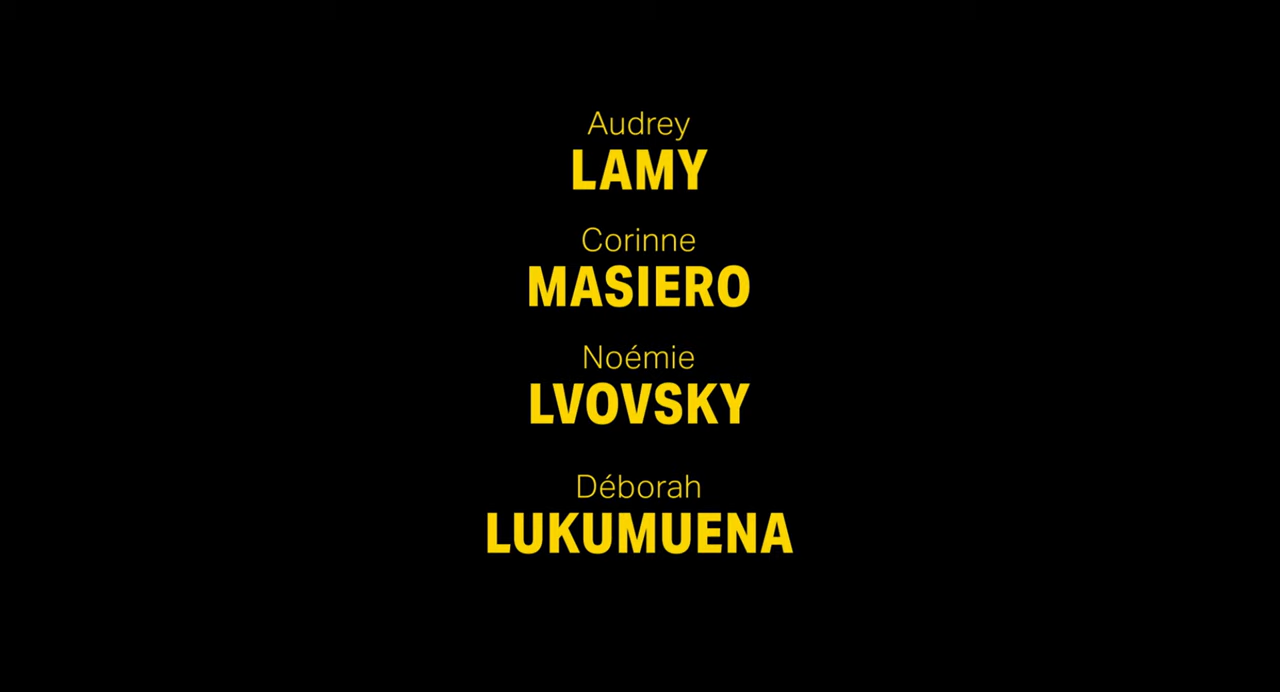 Audrey
LAMY
Corinne
MASIERO
Noémie
LVOVSKY
Déborah
LUKUMUENA